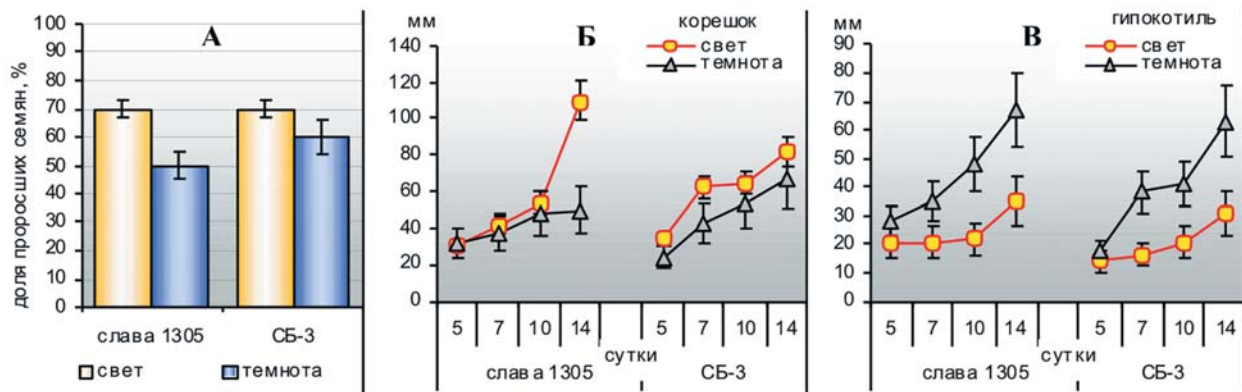 А
доля проросших семян, %
100
90
80
70
60
50
40
30
20
10
0
слава 1305 СБ-3
свет темнота
мм
Б
корешок
свет
темнота
140
120
100
80
60
40
20
0
5 7 10 14 5 7 10 14
сутки
слава 1305 СБ-3
мм
В
гипокотиль
свет
темнота
90
80
70
60
50
40
30
20
10
0
5 7 10 14 5 7 10 14
сутки
слава 1305 СБ-3